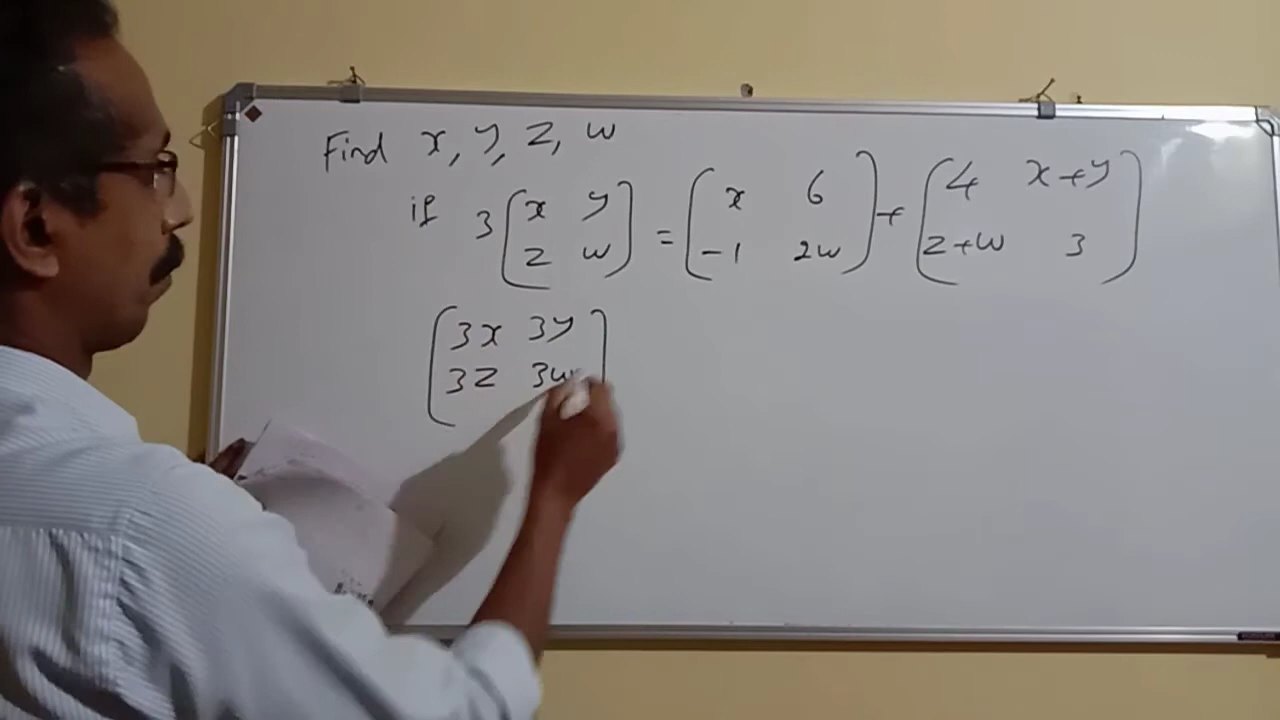 Find x, y, z, w
if 3 [x y] = [x 6] + [4 x+y]
[z w] [-1 2w] [z+w 3]
[3x 3y]
[3z 3w]